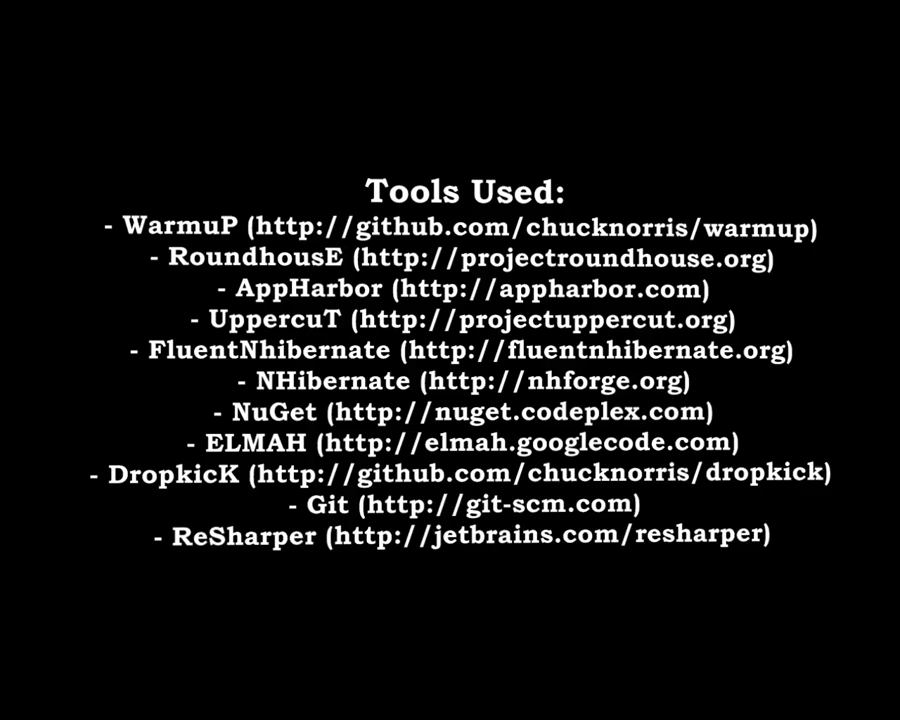 Tools Used:
- WarmuP (http://github.com/chucknorris/warmup)
- RoundhousE (http://projectroundhouse.org)
- AppHarbor (http://appharbor.com)
- UppercuT (http://projectuppercut.org)
- FluentNhibernate (http://fluentnhibernate.org)
- NHibernate (http://nhforge.org)
- NuGet (http://nuget.codeplex.com)
- ELMAH (http://elmah.googlecode.com)
- DropkicK (http://github.com/chucknorris/dropkick)
- Git (http://git-scm.com)
- ReSharper (http://jetbrains.com/resharper)